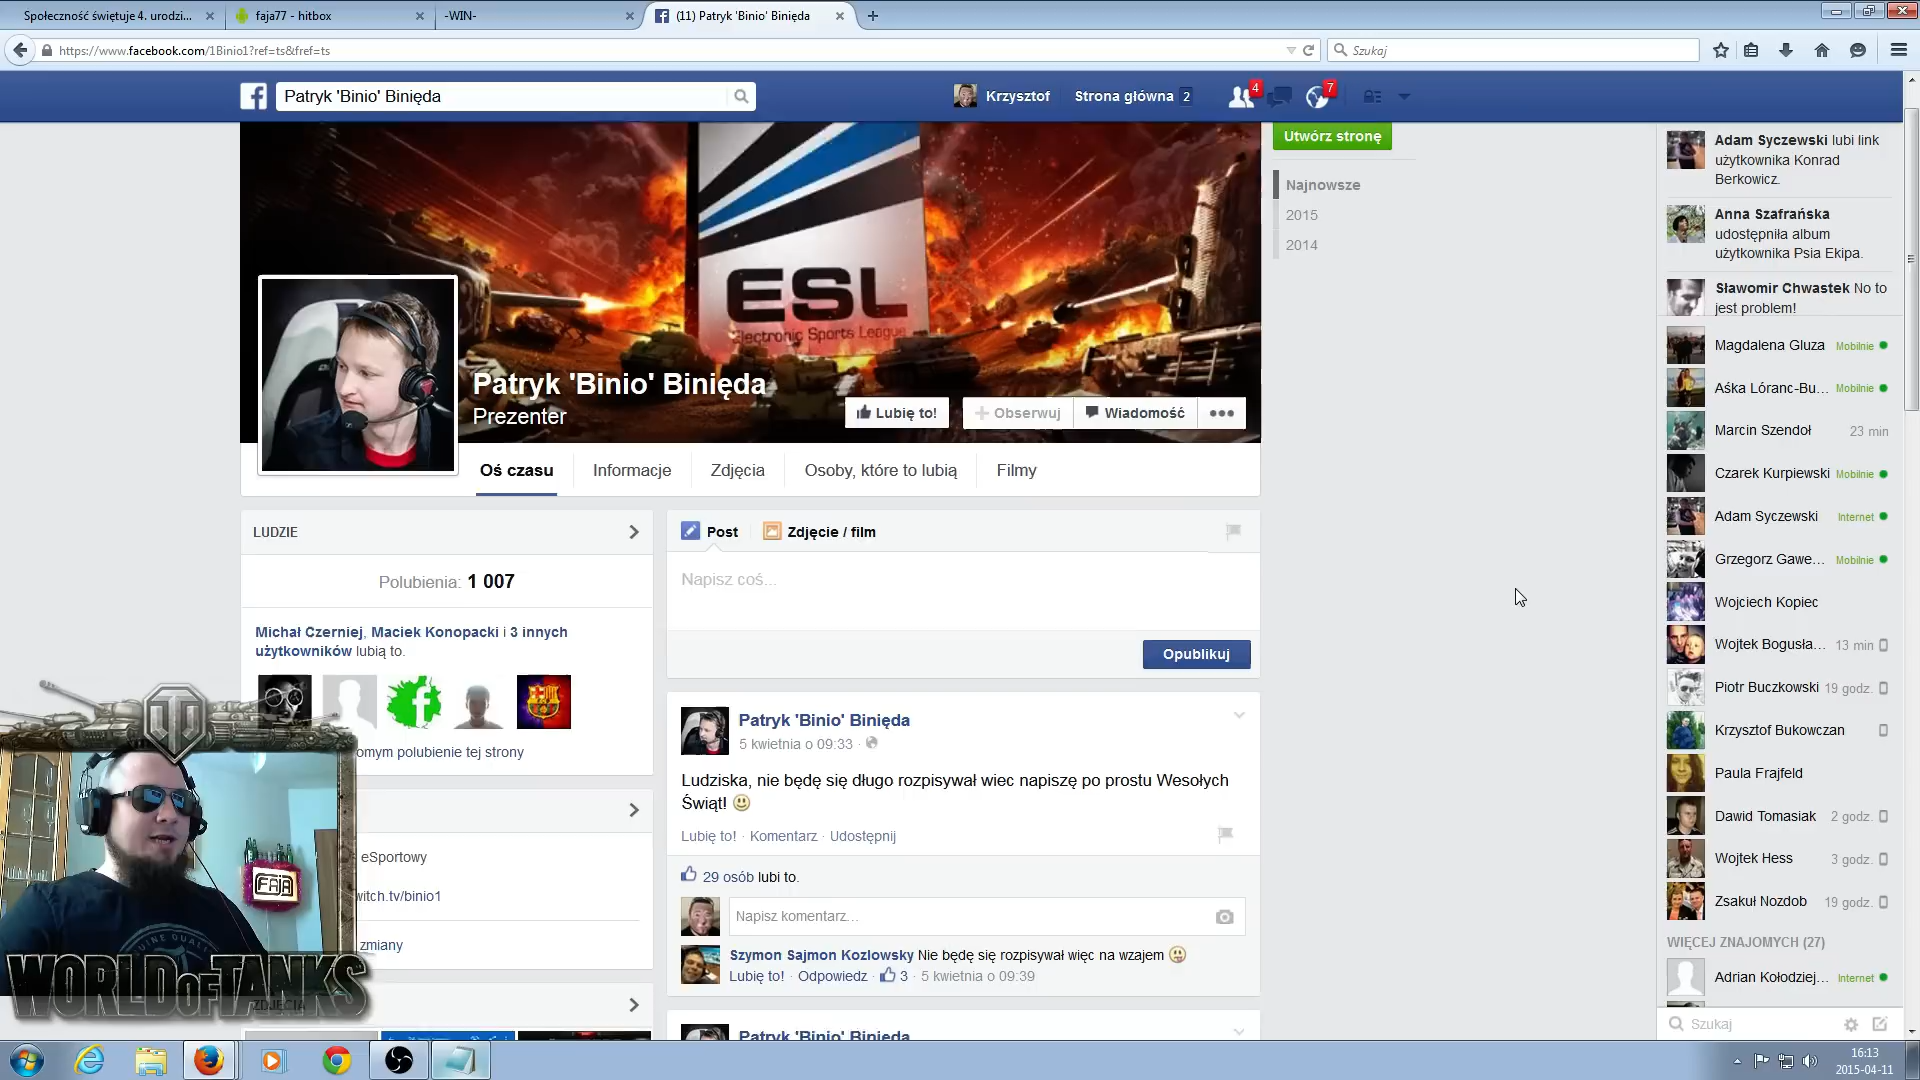 Społeczność świętuje 4. urodzi...
faja77 - hitbox
-WIN-
(11) Patryk 'Binio' Binięda
https://www.facebook.com/1Binio1?ref=ts&fref=ts
Szukaj
Patryk 'Binio' Binięda
Krzysztof
Strona główna 2
4
7
Utwórz stronę
Najnowsze
2015
2014
ESL
Electronic Sports League
Patryk 'Binio' Binięda
Prezenter
Lubię to!
Obserwuj
Wiadomość
Oś czasu
Informacje
Zdjęcia
Osoby, które to lubią
Filmy
LUDZIE
Polubienia: 1 007
Michał Czerniej, Maciek Konopacki i 3 innych
użytkowników lubią to.
omym polubienie tej strony
eSportowy
witch.tv/binio1
zmiany
ZDJĘCIA
FAJA
WORLD OF TANKS
Post
Zdjęcie / film
Napisz coś...
Opublikuj
Patryk 'Binio' Binięda
5 kwietnia o 09:33 ·
Ludziska, nie będę się długo rozpisywał wiec napiszę po prostu Wesołych
Świąt!
Lubię to! · Komentarz · Udostępnij
29 osób lubi to.
Napisz komentarz...
Szymon Sajmon Kozlowsky Nie będę się rozpisywał więc na wzajem
Lubię to! · Odpowiedz · 3 · 5 kwietnia o 09:39
Patryk 'Binio' Binięda
Adam Syczewski lubi link
użytkownika Konrad
Berkowicz.
Anna Szafrańska
udostępniła album
użytkownika Psia Ekipa.
Sławomir Chwastek No to
jest problem!
Magdalena Gluza Mobilnie
Aśka Lóranc-Bu... Mobilnie
Marcin Szendoł 23 min
Czarek Kurpiewski Mobilnie
Adam Syczewski Internet
Grzegorz Gawe... Mobilnie
Wojciech Kopiec
Wojtek Bogusła... 13 min
Piotr Buczkowski 19 godz.
Krzysztof Bukowczan
Paula Frajfeld
Dawid Tomasiak 2 godz.
Wojtek Hess 3 godz.
Zsakuł Nozdob 19 godz.
WIĘCEJ ZNAJOMYCH (27)
Adrian Kołodziej... Internet
Szukaj
16:13
2015-04-11